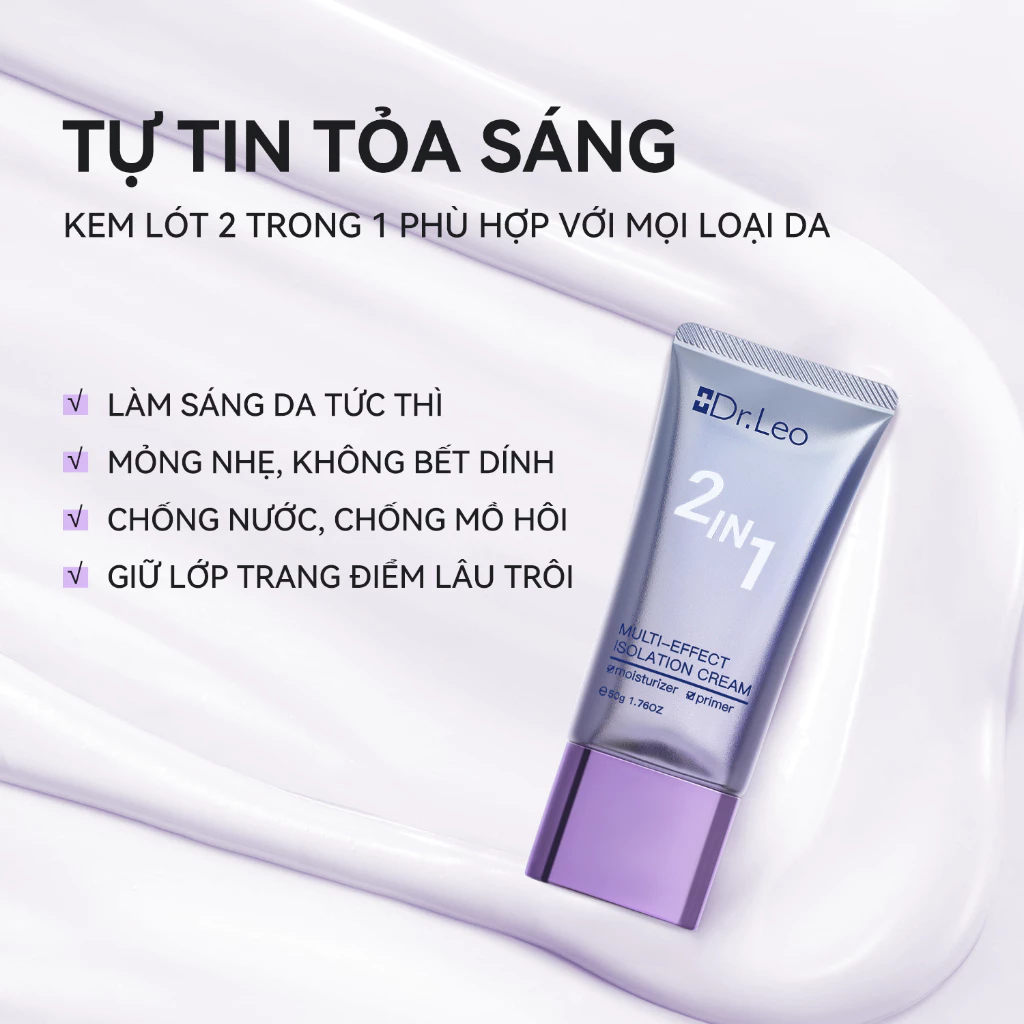 TỰ TIN TỎA SÁNG
KEM LÓT 2 TRONG 1 PHÙ HỢP VỚI MỌI LOẠI DA
√ LÀM SÁNG DA TỨC THÌ
√ MỎNG NHẸ, KHÔNG BẾT DÍNH
√ CHỐNG NƯỚC, CHỐNG MỒ HÔI
√ GIỮ LỚP TRANG ĐIỂM LÂU TRÔI
Dr.Leo
2IN1
MULTI-EFFECT
ISOLATION CREAM
moisturizer primer
℮50g 1.76OZ